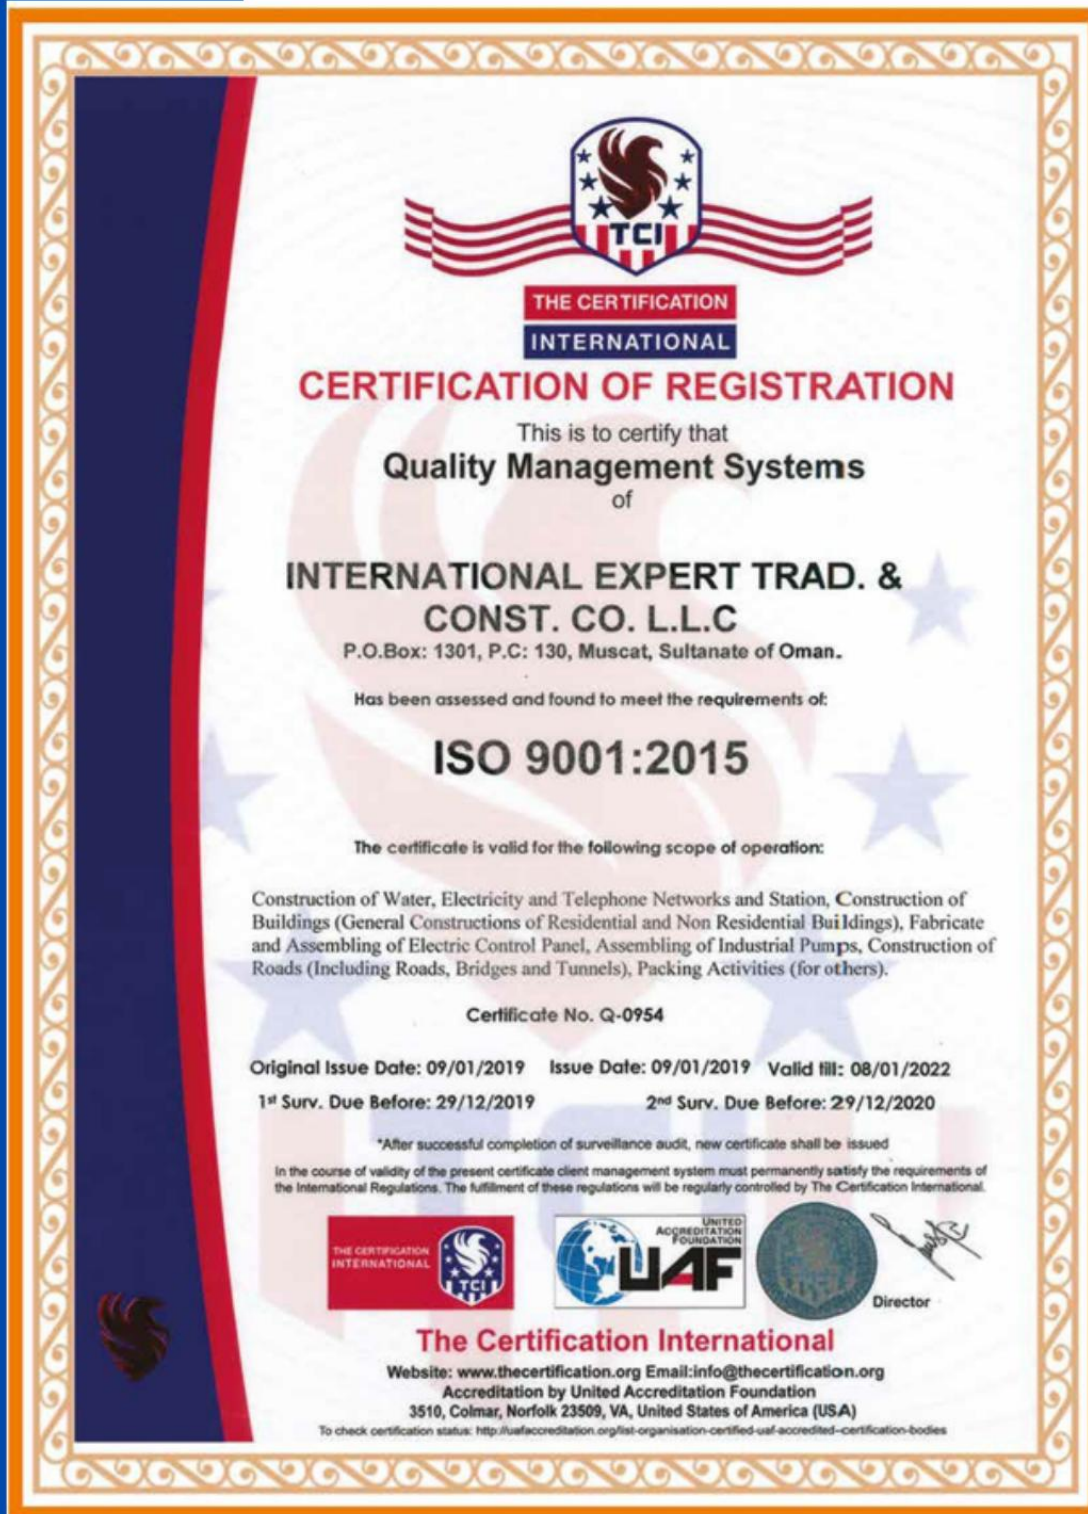 TCI
THE CERTIFICATION
INTERNATIONAL
CERTIFICATION OF REGISTRATION
This is to certify that
Quality Management Systems
of
INTERNATIONAL EXPERT TRAD. &
CONST. CO. L.L.C
P.O.Box: 1301, P.C: 130, Muscat, Sultanate of Oman.
Has been assessed and found to meet the requirements of:
ISO 9001:2015
The certificate is valid for the following scope of operation:
Construction of Water, Electricity and Telephone Networks and Station, Construction of
Buildings (General Constructions of Residential and Non Residential Buildings), Fabricate
and Assembling of Electric Control Panel, Assembling of Industrial Pumps, Construction of
Roads (Including Roads, Bridges and Tunnels), Packing Activities (for others).
Certificate No. Q-0954
Original Issue Date: 09/01/2019 Issue Date: 09/01/2019 Valid till: 08/01/2022
1st Surv. Due Before: 29/12/2019 2nd Surv. Due Before: 29/12/2020
*After successful completion of surveillance audit, new certificate shall be issued
In the course of validity of the present certificate client management system must permanently satisfy the requirements of
the International Regulations. The fulfillment of these regulations will be regularly controlled by The Certification International.
THE CERTIFICATION
INTERNATIONAL
TCI
UNITED
ACCREDITATION
FOUNDATION
UAF
Director
The Certification International
Website: www.thecertification.org Email:info@thecertification.org
Accreditation by United Accreditation Foundation
3510, Colmar, Norfolk 23509, VA, United States of America (USA)
To check certification status: http://uafaccreditation.org/list-organisation-certified-uaf-accredited-certification-bodies